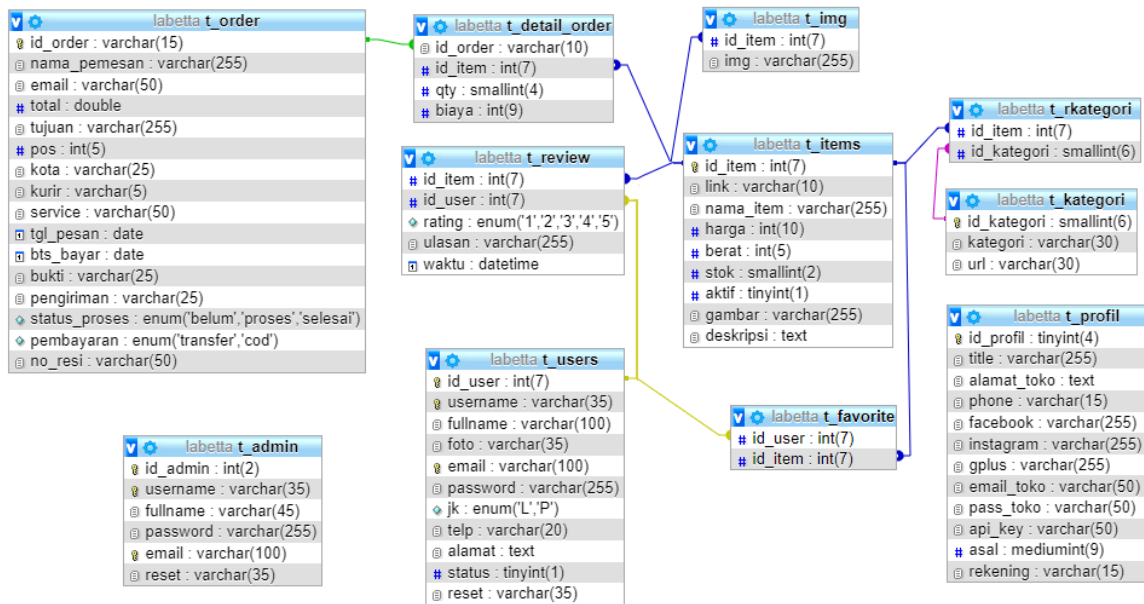 labetta t_order
id_order : varchar(15)
nama_pemesan : varchar(255)
email : varchar(50)
total : double
tujuan : varchar(255)
pos : int(5)
kota : varchar(25)
kurir : varchar(5)
service : varchar(50)
tgl_pesan : date
bts_bayar : date
bukti : varchar(25)
pengiriman : varchar(25)
status_proses : enum('belum','proses','selesai')
pembayaran : enum('transfer','cod')
no_resi : varchar(50)
labetta t_detail_order
id_order : varchar(10)
id_item : int(7)
qty : smallint(4)
biaya : int(9)
labetta t_img
id_item : int(7)
img : varchar(255)
labetta t_review
id_item : int(7)
id_user : int(7)
rating : enum('1','2','3','4','5')
ulasan : varchar(255)
waktu : datetime
labetta t_items
id_item : int(7)
link : varchar(10)
nama_item : varchar(255)
harga : int(10)
berat : int(5)
stok : smallint(2)
aktif : tinyint(1)
gambar : varchar(255)
deskripsi : text
labetta t_rkategori
id_item : int(7)
id_kategori : smallint(6)
labetta t_kategori
id_kategori : smallint(6)
kategori : varchar(30)
url : varchar(30)
labetta t_profil
id_profil : tinyint(4)
title : varchar(255)
alamat_toko : text
phone : varchar(15)
facebook : varchar(255)
instagram : varchar(255)
gplus : varchar(255)
email_toko : varchar(50)
pass_toko : varchar(50)
api_key : varchar(50)
asal : mediumint(9)
rekening : varchar(15)
labetta t_users
id_user : int(7)
username : varchar(35)
fullname : varchar(100)
foto : varchar(35)
email : varchar(100)
password : varchar(255)
jk : enum('L','P')
telp : varchar(20)
alamat : text
status : tinyint(1)
reset : varchar(35)
labetta t_favorite
id_user : int(7)
id_item : int(7)
labetta t_admin
id_admin : int(2)
username : varchar(35)
fullname : varchar(45)
password : varchar(255)
email : varchar(100)
reset : varchar(35)